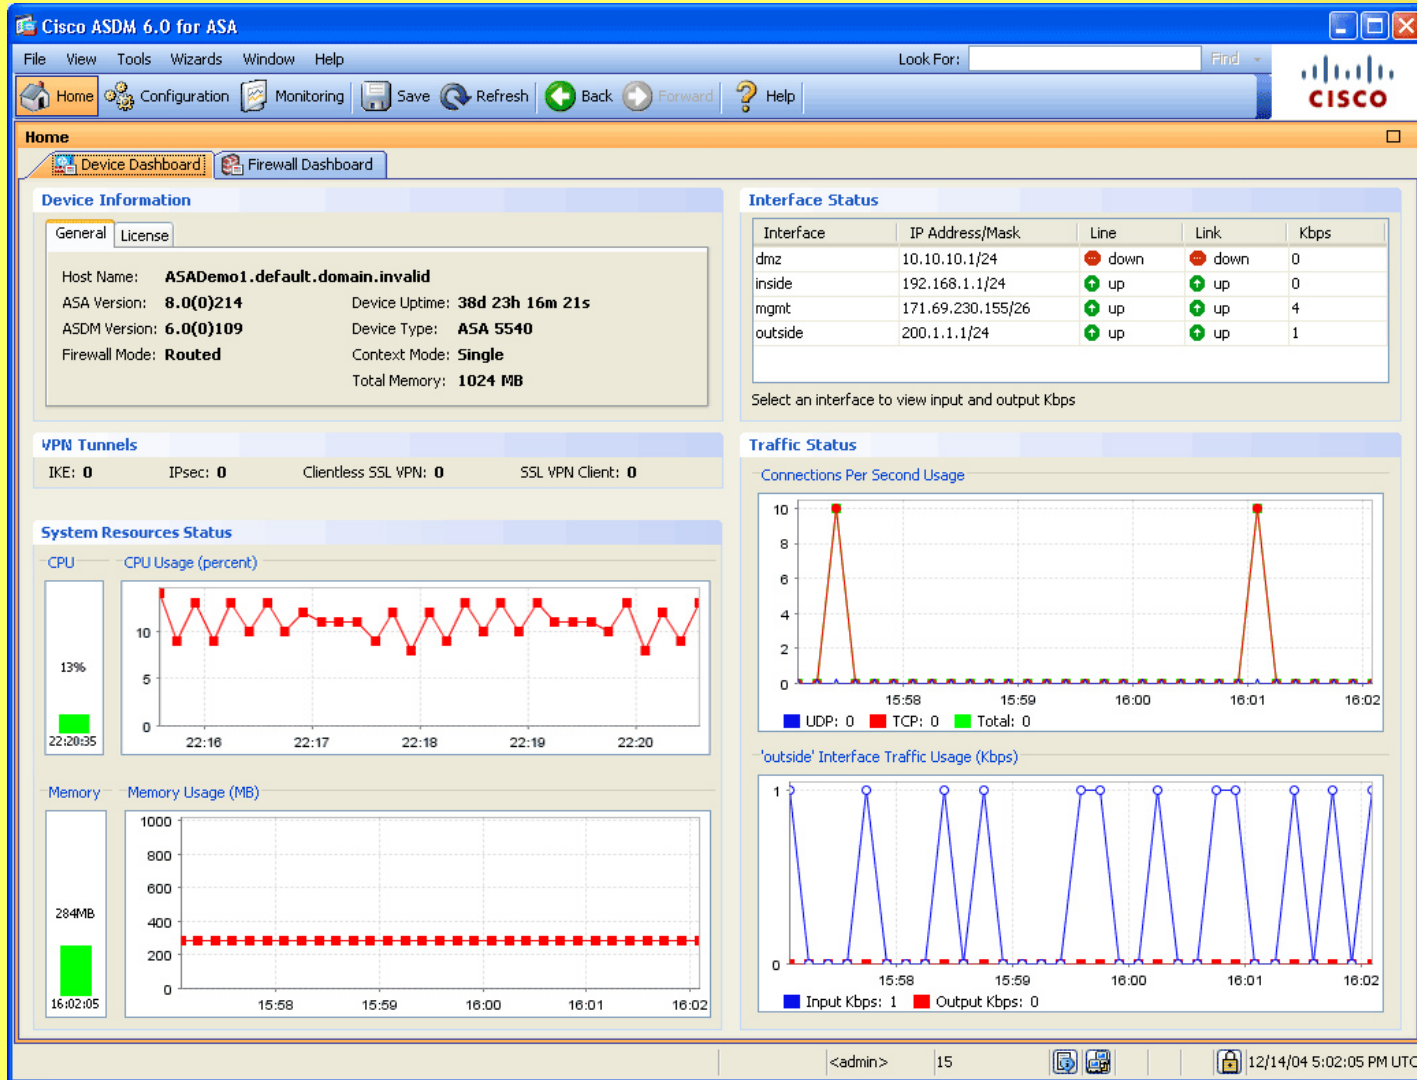 Cisco ASDM 6.0 for ASA
File View Tools Wizards Window Help Look For: Find
Home Configuration Monitoring Save Refresh Back Forward Help
CISCO
Home
Device Dashboard Firewall Dashboard
Device Information
General License
Host Name: ASADemo1.default.domain.invalid
ASA Version: 8.0(0)214 Device Uptime: 38d 23h 16m 21s
ASDM Version: 6.0(0)109 Device Type: ASA 5540
Firewall Mode: Routed Context Mode: Single
Total Memory: 1024 MB
Interface Status
Interface IP Address/Mask Line Link Kbps
dmz 10.10.10.1/24 down down 0
inside 192.168.1.1/24 up up 0
mgmt 171.69.230.155/26 up up 4
outside 200.1.1.1/24 up up 1
Select an interface to view input and output Kbps
VPN Tunnels
IKE: 0 IPsec: 0 Clientless SSL VPN: 0 SSL VPN Client: 0
System Resources Status
CPU CPU Usage (percent)
10
13%
5
0
22:20:35
22:16 22:17 22:18 22:19 22:20
Memory Memory Usage (MB)
1000
800
600
284MB
400
200
0
16:02:05
15:58 15:59 16:00 16:01 16:02
Traffic Status
Connections Per Second Usage
10
8
6
4
2
0
15:58 15:59 16:00 16:01 16:02
UDP: 0 TCP: 0 Total: 0
'outside' Interface Traffic Usage (Kbps)
1
0
15:58 15:59 16:00 16:01 16:02
Input Kbps: 1 Output Kbps: 0
<admin> 15 12/14/04 5:02:05 PM UTC